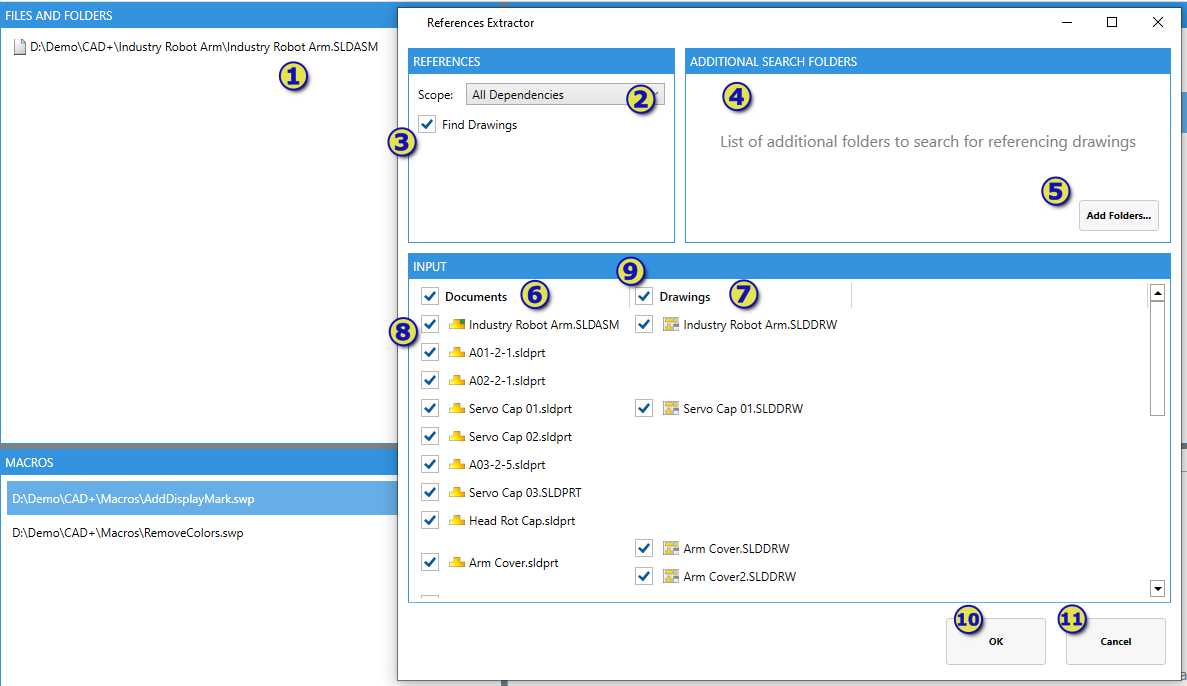 FILES AND FOLDERS
D:\Demo\CAD+\Industry Robot Arm\Industry Robot Arm.SLDASM
1
References Extractor
REFERENCES
Scope: All Dependencies 2
3 Find Drawings
ADDITIONAL SEARCH FOLDERS
4
List of additional folders to search for referencing drawings
5
Add Folders...
INPUT
9
Documents 6 Drawings 7
8 Industry Robot Arm.SLDASM Industry Robot Arm.SLDDRW
A01-2-1.sldprt
A02-2-1.sldprt
Servo Cap 01.sldprt Servo Cap 01.SLDDRW
Servo Cap 02.sldprt
A03-2-5.sldprt
Servo Cap 03.SLDPRT
Head Rot Cap.sldprt
Arm Cover.sldprt Arm Cover.SLDDRW
Arm Cover2.SLDDRW
10 OK
11 Cancel
MACROS
D:\Demo\CAD+\Macros\AddDisplayMark.swp
D:\Demo\CAD+\Macros\RemoveColors.swp